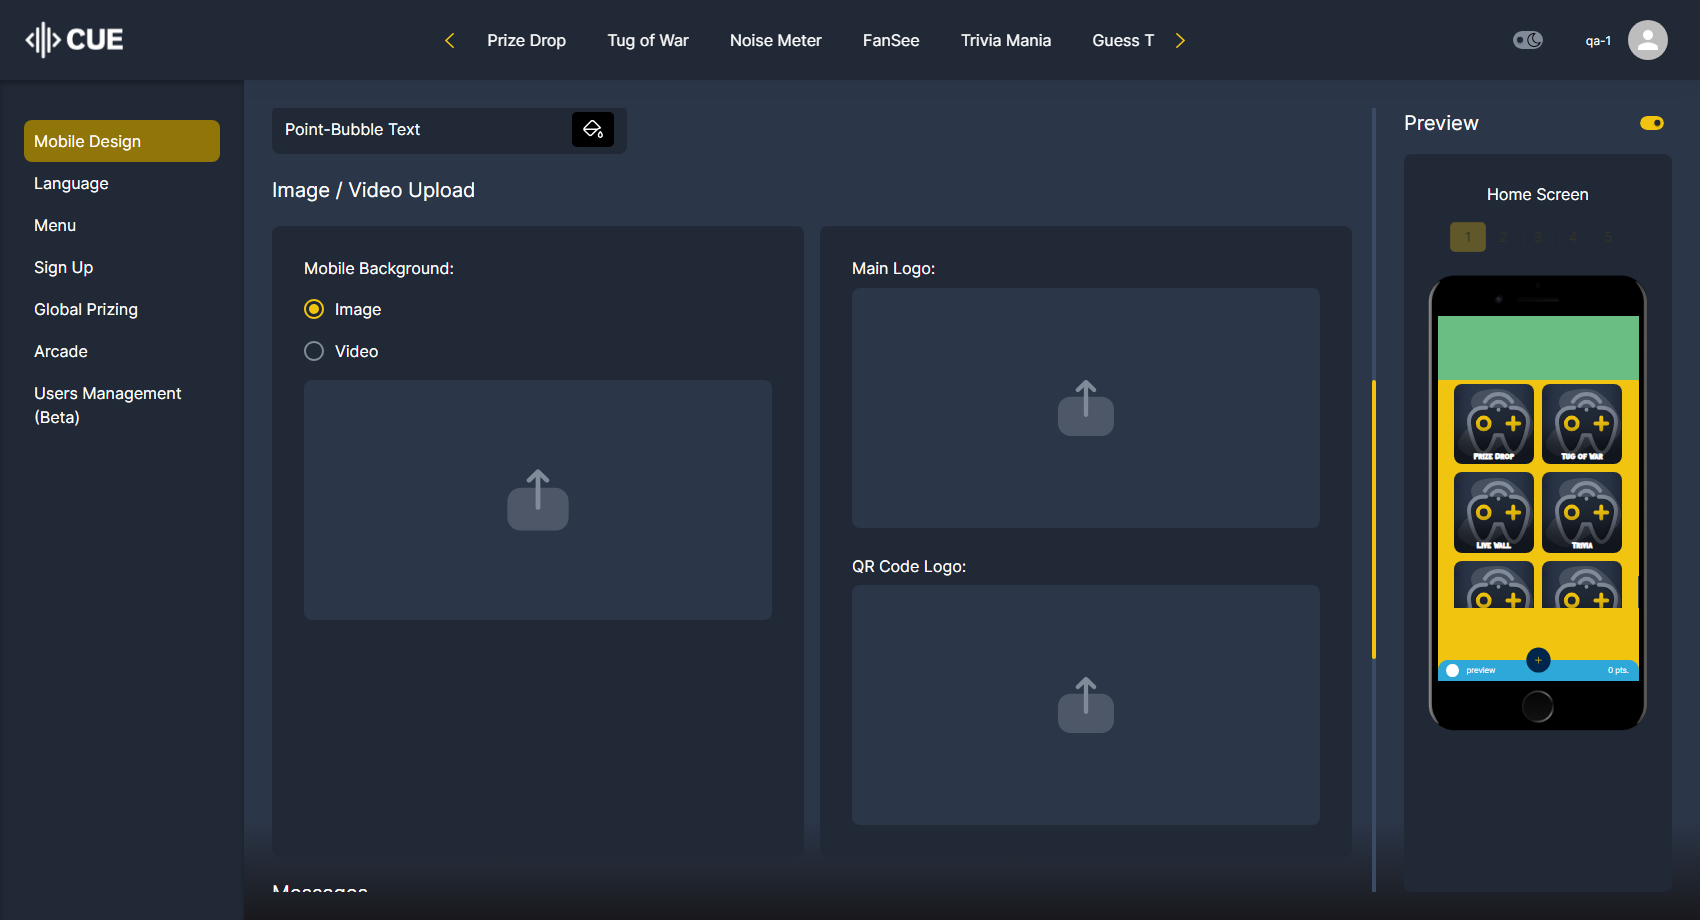 CUE
Prize Drop
Tug of War
Noise Meter
FanSee
Trivia Mania
Guess T
qa-1
Mobile Design
Language
Menu
Sign Up
Global Prizing
Arcade
Users Management
(Beta)
Point-Bubble Text
Image / Video Upload
Mobile Background:
Image
Video
Main Logo:
QR Code Logo:
Messages
Preview
Home Screen
1 2 3 4 5
Prize Drop
Tug of War
Live Wall
Trivia
preview
0 pts.